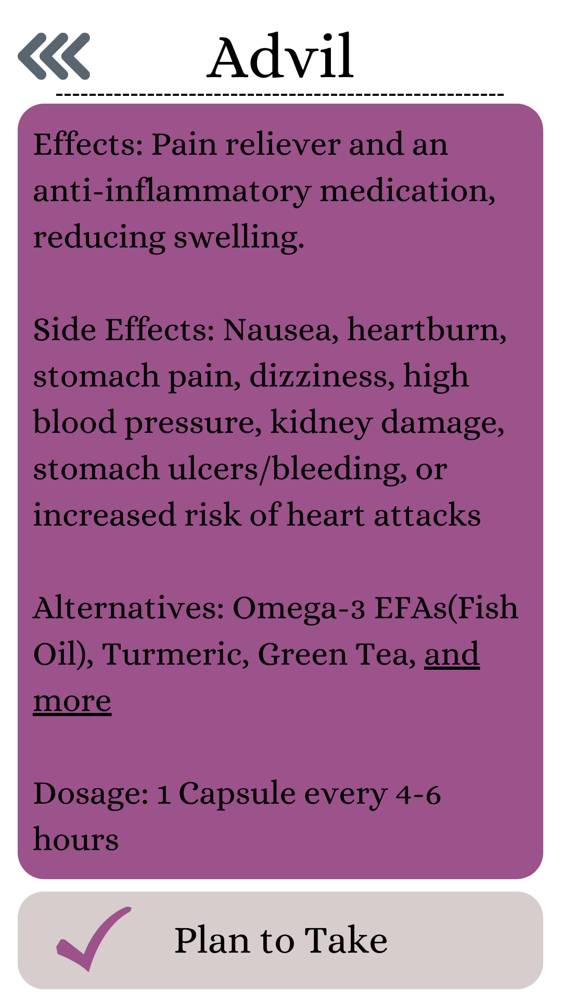 Advil
Effects: Pain reliever and an
anti-inflammatory medication,
reducing swelling.
Side Effects: Nausea, heartburn,
stomach pain, dizziness, high
blood pressure, kidney damage,
stomach ulcers/bleeding, or
increased risk of heart attacks
Alternatives: Omega-3 EFAs(Fish
Oil), Turmeric, Green Tea, and
more
Dosage: 1 Capsule every 4-6
hours
Plan to Take